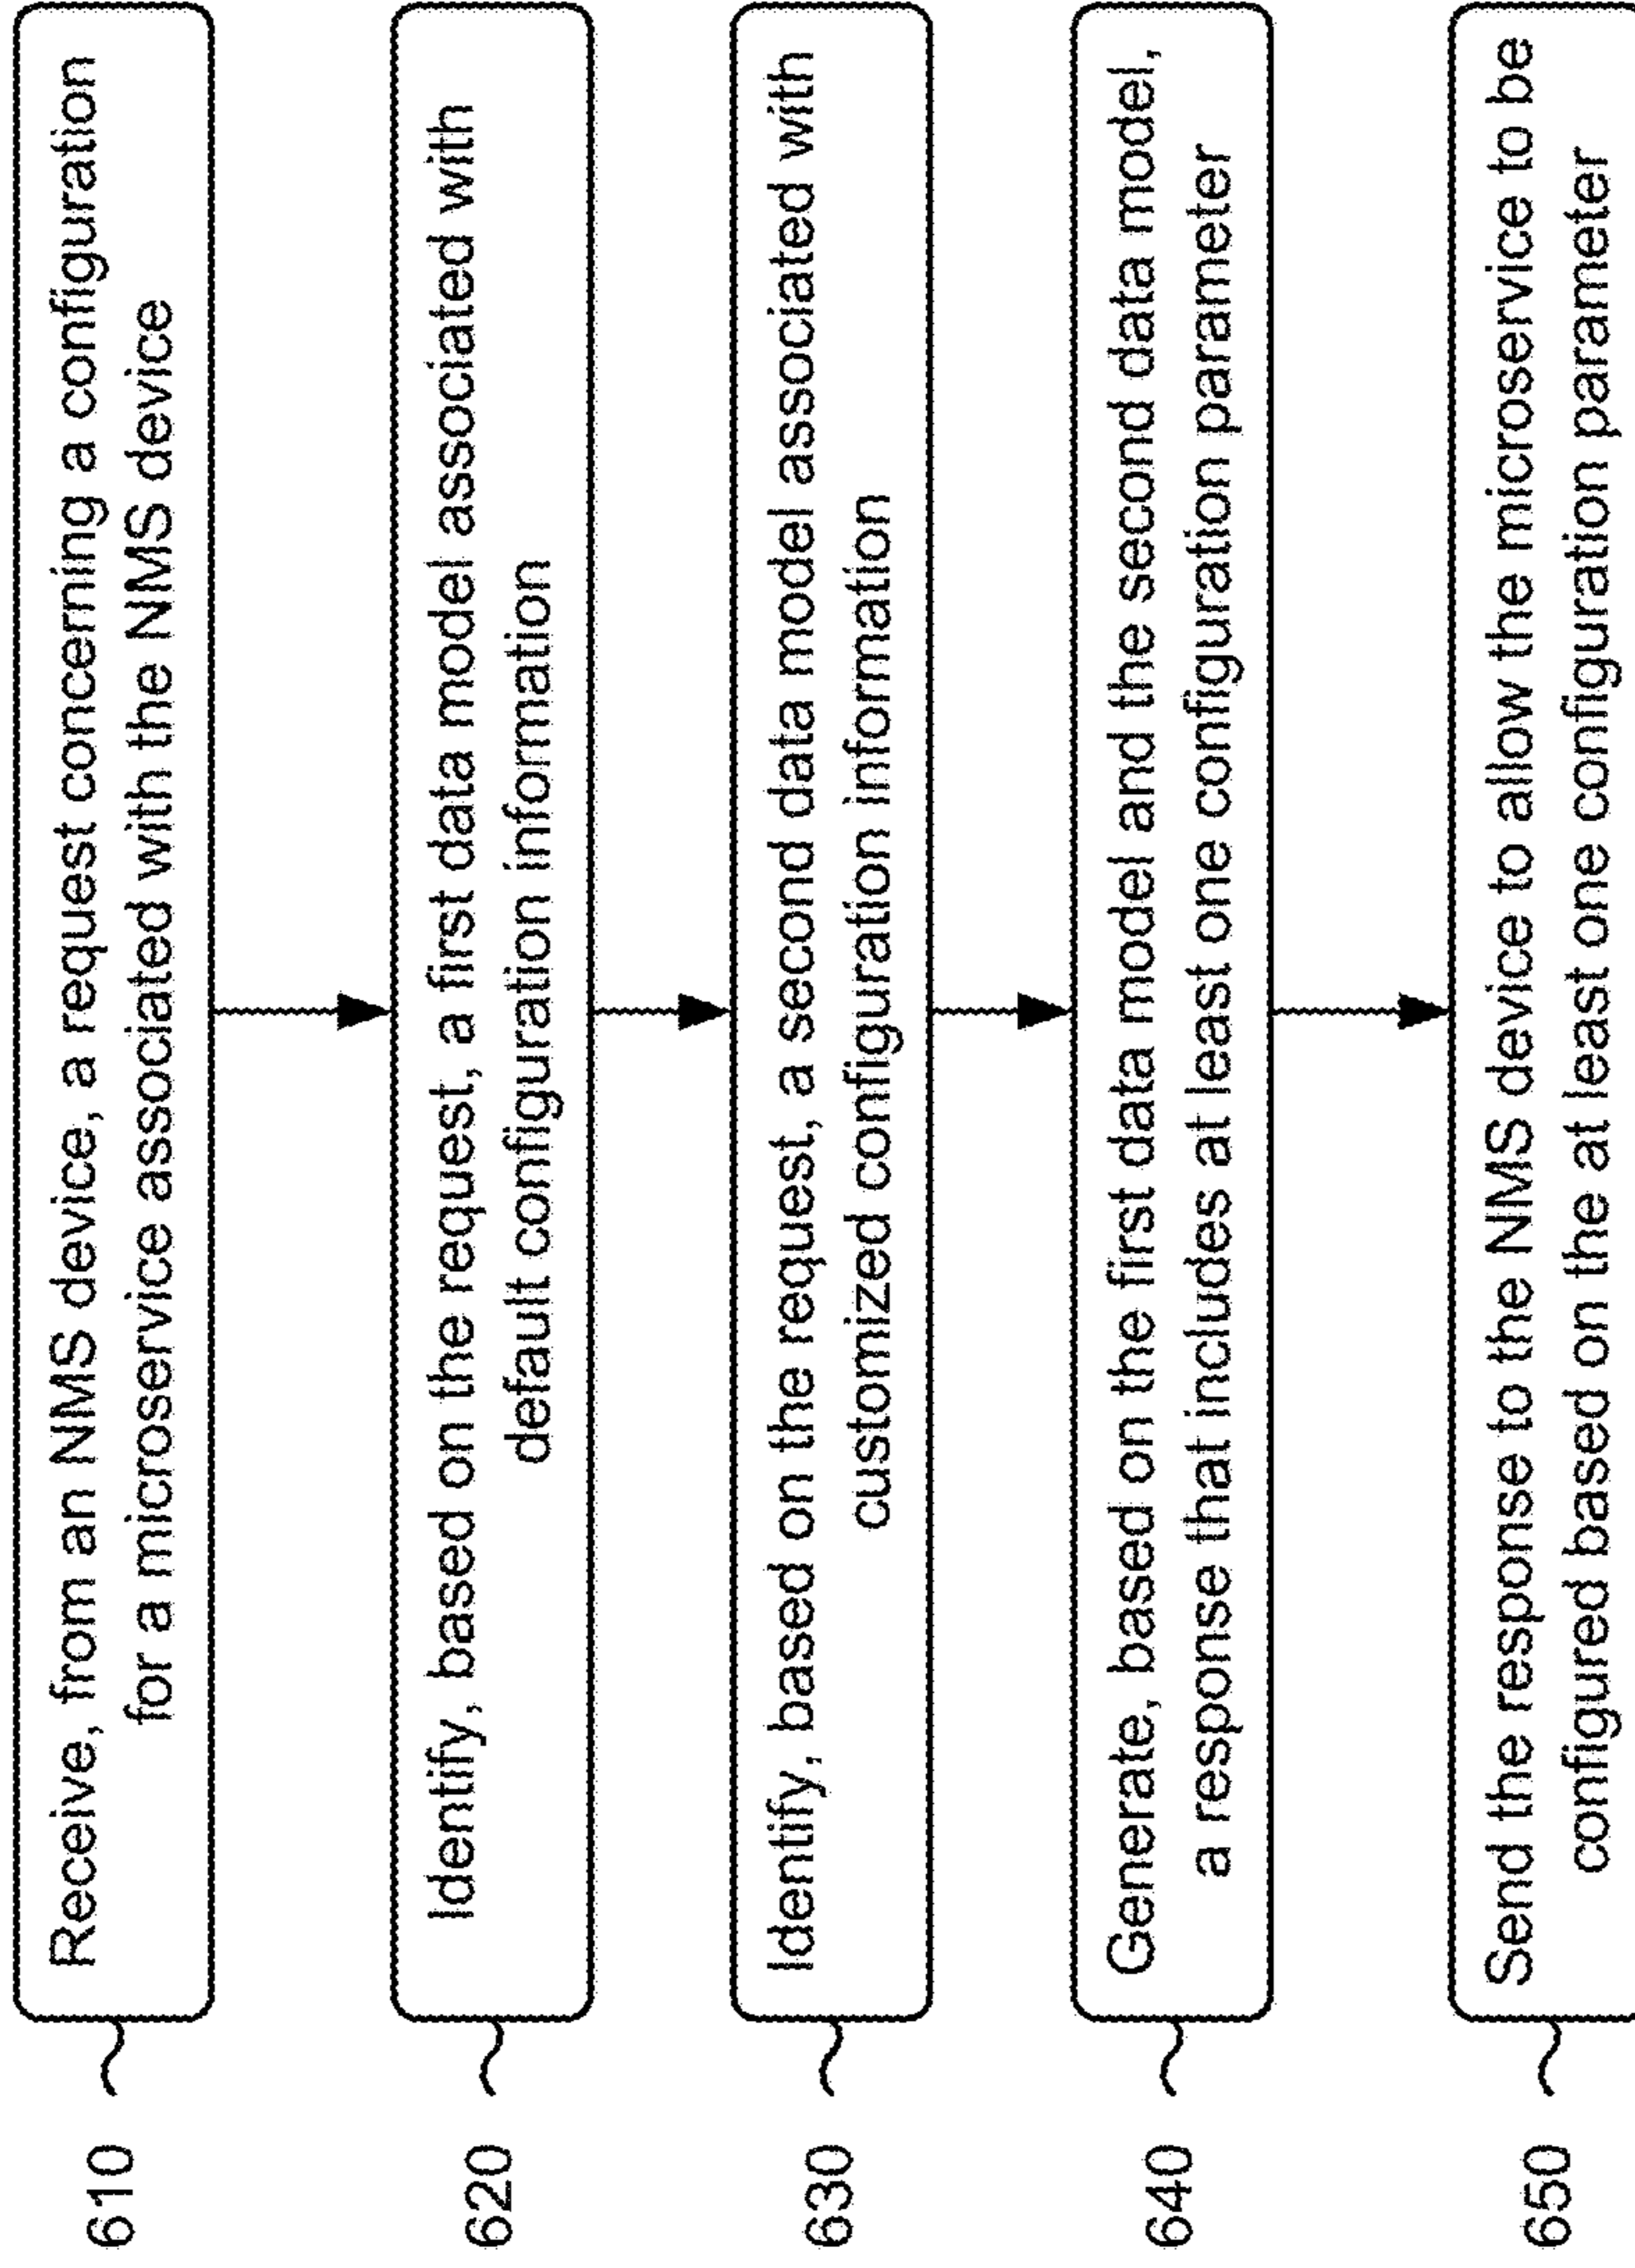 610
Receive, from an NMS device, a request concerning a configuration
for a microservice associated with the NMS device
620
Identify, based on the request, a first data model associated with
default configuration information
630
Identify, based on the request, a second data model associated with
customized configuration information
640
Generate, based on the first data model and the second data model,
a response that includes at least one configuration parameter
650
Send the response to the NMS device to allow the microservice to be
configured based on the at least one configuration parameter